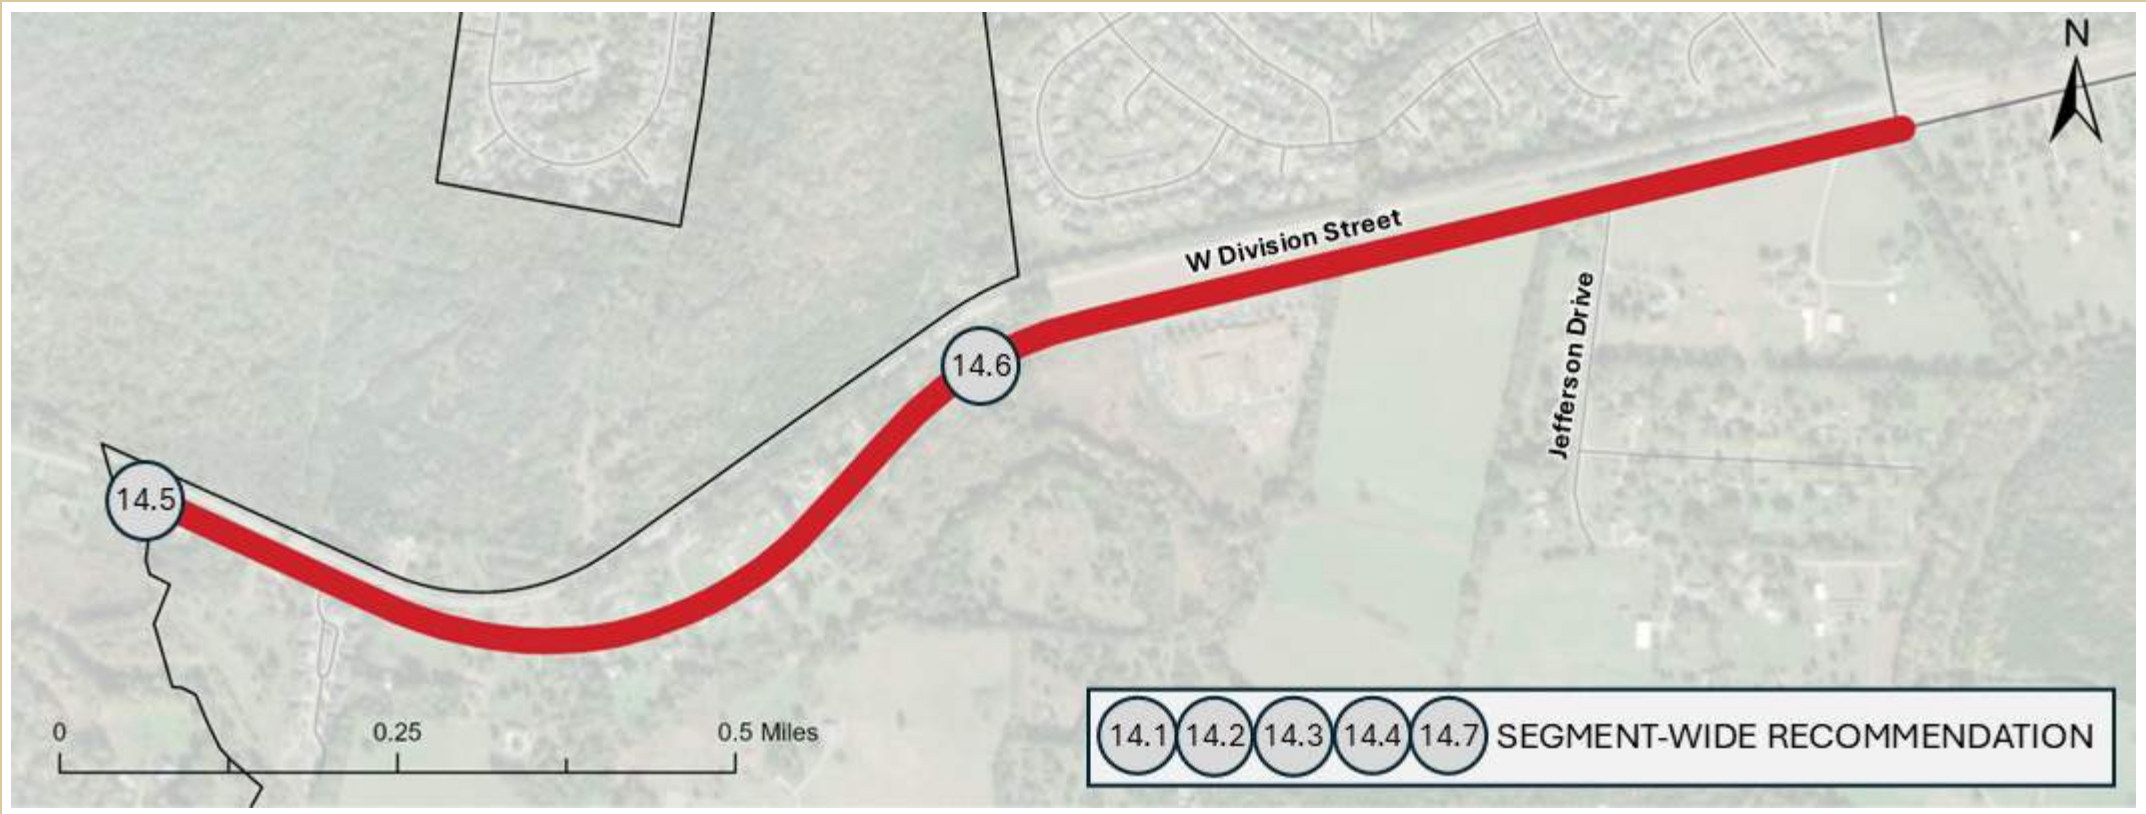 N
W Division Street
Jefferson Drive
14.6
14.5
0 0.25 0.5 Miles
14.1 14.2 14.3 14.4 14.7 SEGMENT-WIDE RECOMMENDATION